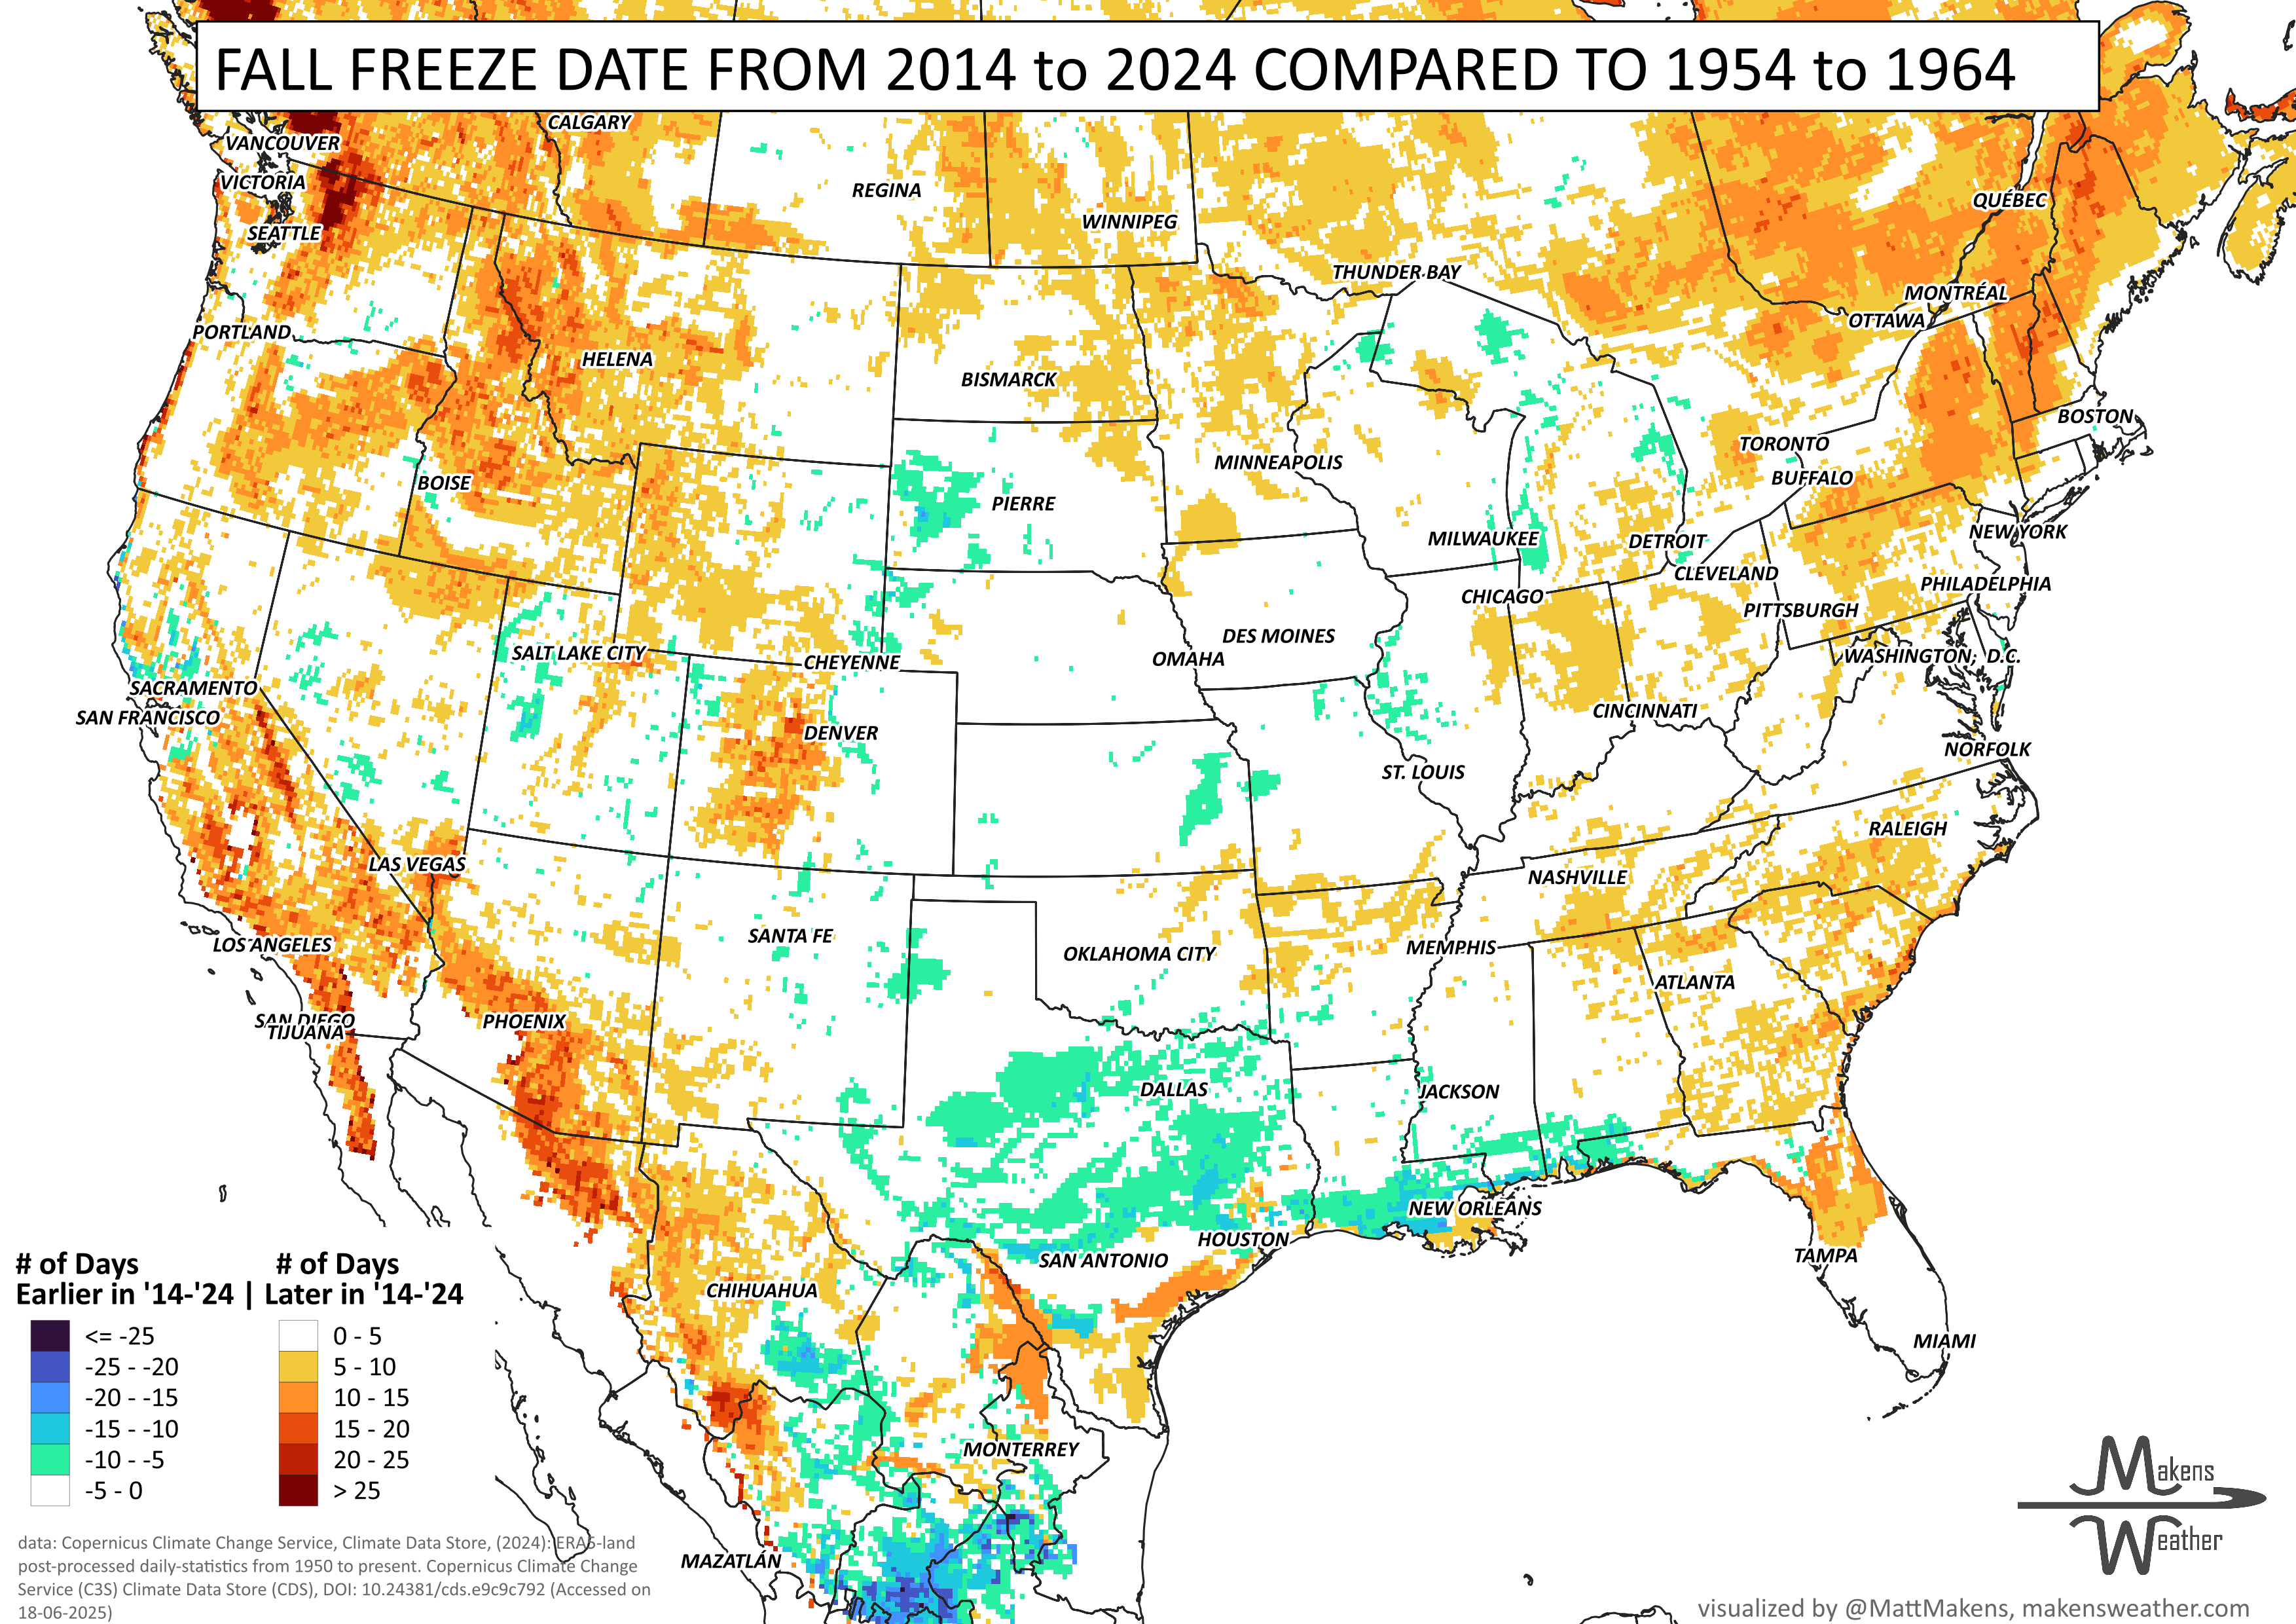 FALL FREEZE DATE FROM 2014 to 2024 COMPARED TO 1954 to 1964
CALGARY
VANCOUVER
VICTORIA
REGINA
QUÉBEC
WINNIPEG
SEATTLE
THUNDER BAY
MONTRÉAL
OTTAWA
PORTLAND
HELENA
BISMARCK
BOSTON
TORONTO
MINNEAPOLIS
BUFFALO
BOISE
PIERRE
NEW YORK
MILWAUKEE
DETROIT
CLEVELAND
PHILADELPHIA
CHICAGO
PITTSBURGH
DES MOINES
SALT LAKE CITY
OMAHA
WASHINGTON, D.C.
CHEYENNE
SACRAMENTO
CINCINNATI
SAN FRANCISCO
DENVER
NORFOLK
ST. LOUIS
RALEIGH
LAS VEGAS
NASHVILLE
SANTA FE
LOS ANGELES
MEMPHIS
OKLAHOMA CITY
ATLANTA
SAN DIEGO
PHOENIX
TIJUANA
DALLAS
JACKSON
NEW ORLEANS
HOUSTON
TAMPA
SAN ANTONIO
CHIHUAHUA
MIAMI
MONTERREY
MAZATLÁN
# of Days # of Days
Earlier in '14-'24 | Later in '14-'24
<= -25 0 - 5
-25 - -20 5 - 10
-20 - -15 10 - 15
-15 - -10 15 - 20
-10 - -5 20 - 25
-5 - 0 > 25
data: Copernicus Climate Change Service, Climate Data Store, (2024): ERA5-land
post-processed daily-statistics from 1950 to present. Copernicus Climate Change
Service (C3S) Climate Data Store (CDS), DOI: 10.24381/cds.e9c9c792 (Accessed on
18-06-2025)
Makens
Weather
visualized by @MattMakens, makensweather.com